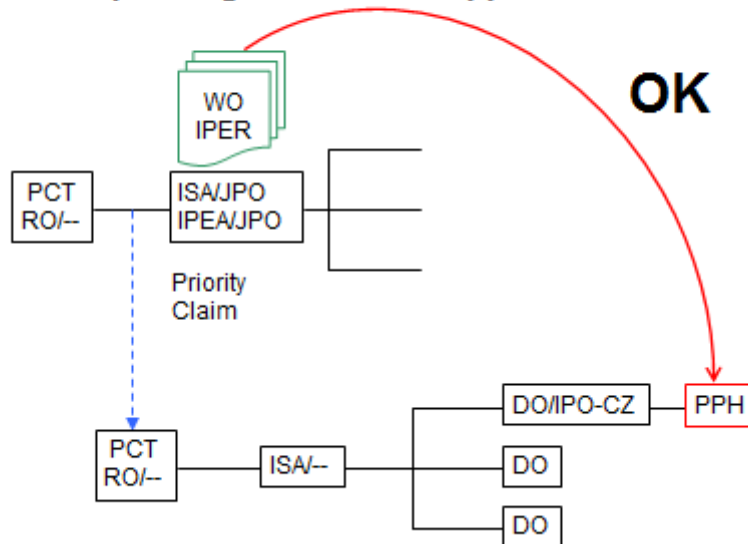 WO
IPER
OK
PCT
RO/--
ISA/JPO
IPEA/JPO
Priority
Claim
DO/IPO-CZ
PPH
PCT
RO/--
ISA/--
DO
DO